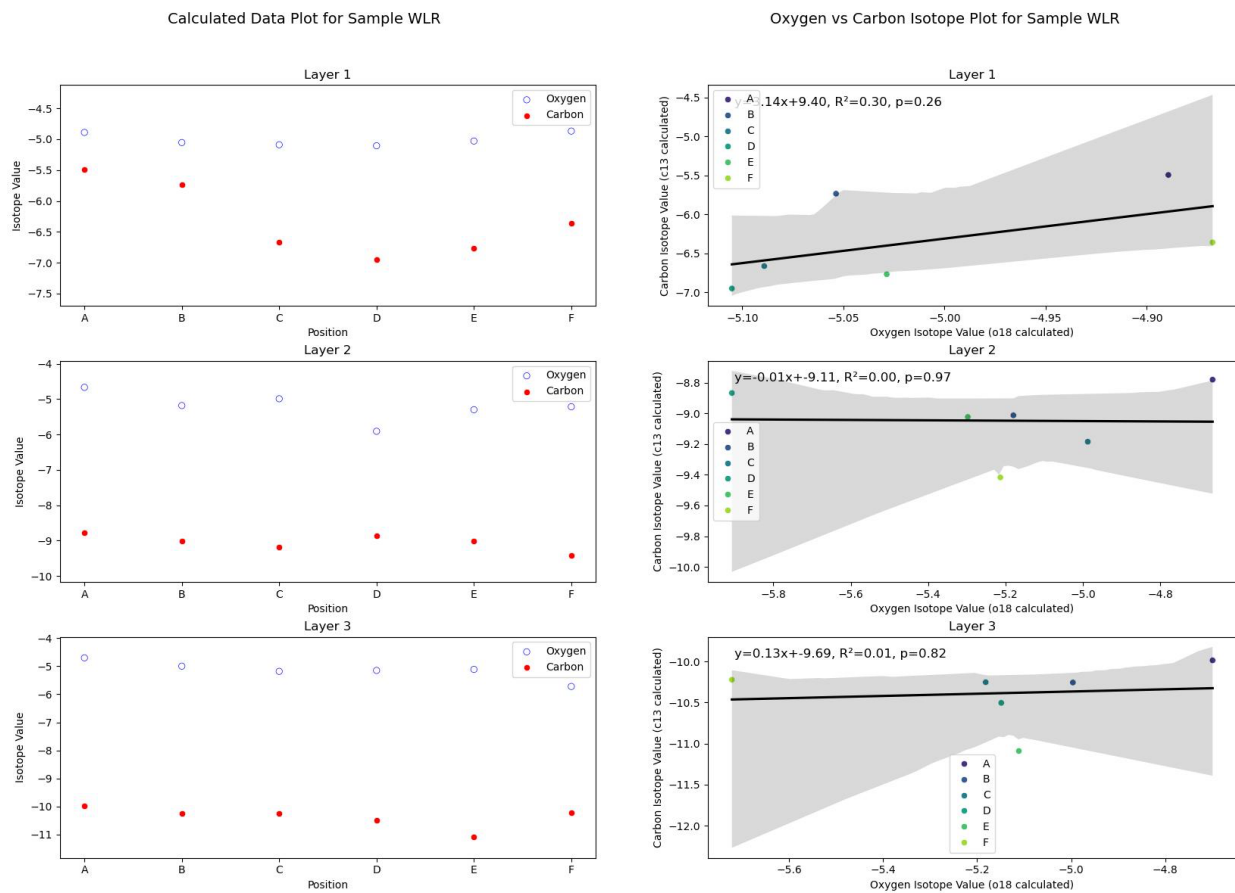 Calculated Data Plot for Sample WLR
Layer 1
−4.5
−5.0
−5.5
−6.0
−6.5
−7.0
−7.5
Isotope Value
Oxygen
Carbon
A B C D E F
Position
Layer 2
−4
−5
−6
−7
−8
−9
−10
Isotope Value
Oxygen
Carbon
A B C D E F
Position
Layer 3
−4
−5
−6
−7
−8
−9
−10
−11
Isotope Value
Oxygen
Carbon
A B C D E F
Position
Oxygen vs Carbon Isotope Plot for Sample WLR
Layer 1
.14x+9.40, R²=0.30, p=0.26
A
B
C
D
E
F
−4.5
−5.0
−5.5
−6.0
−6.5
−7.0
Carbon Isotope Value (c13 calculated)
−5.10 −5.05 −5.00 −4.95 −4.90
Oxygen Isotope Value (o18 calculated)
Layer 2
y=-0.01x+-9.11, R²=0.00, p=0.97
A
B
C
D
E
F
−8.8
−9.0
−9.2
−9.4
−9.6
−9.8
−10.0
Carbon Isotope Value (c13 calculated)
−5.8 −5.6 −5.4 −5.2 −5.0 −4.8
Oxygen Isotope Value (o18 calculated)
Layer 3
y=0.13x+-9.69, R²=0.01, p=0.82
A
B
C
D
E
F
−10.0
−10.5
−11.0
−11.5
−12.0
Carbon Isotope Value (c13 calculated)
−5.6 −5.4 −5.2 −5.0 −4.8
Oxygen Isotope Value (o18 calculated)